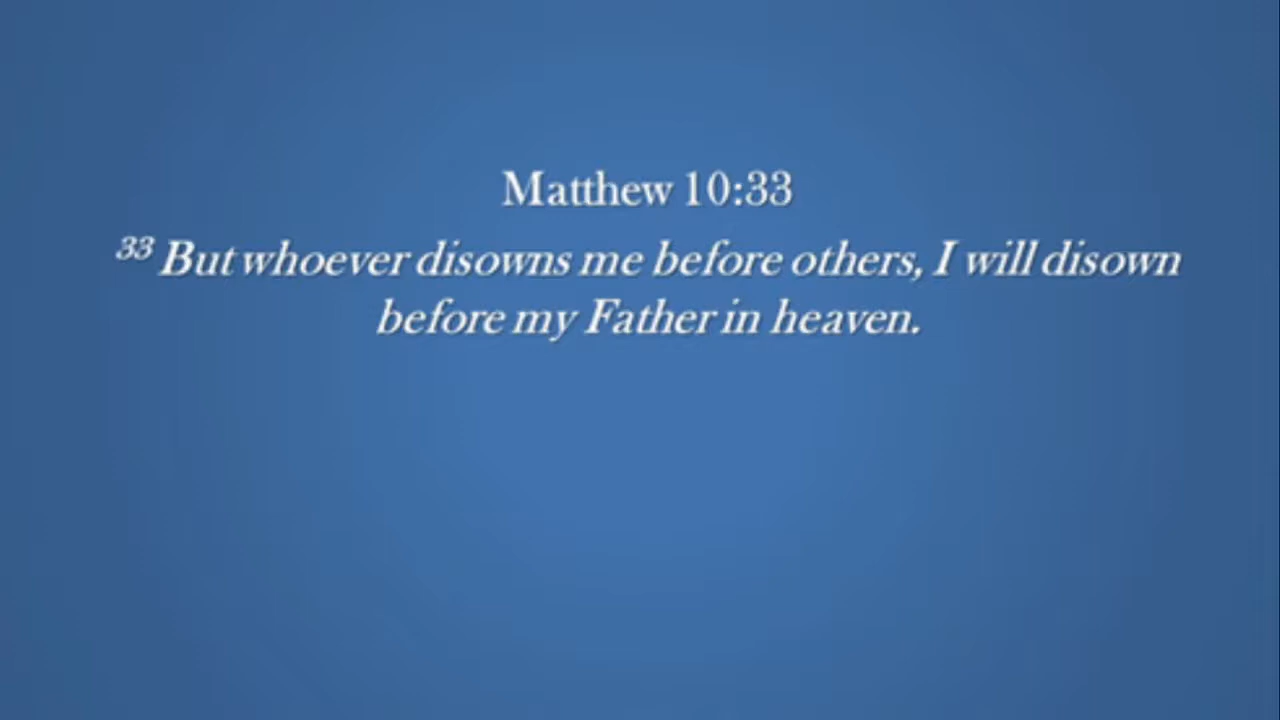 Matthew 10:33
³³ But whoever disowns me before others, I will disown
before my Father in heaven.